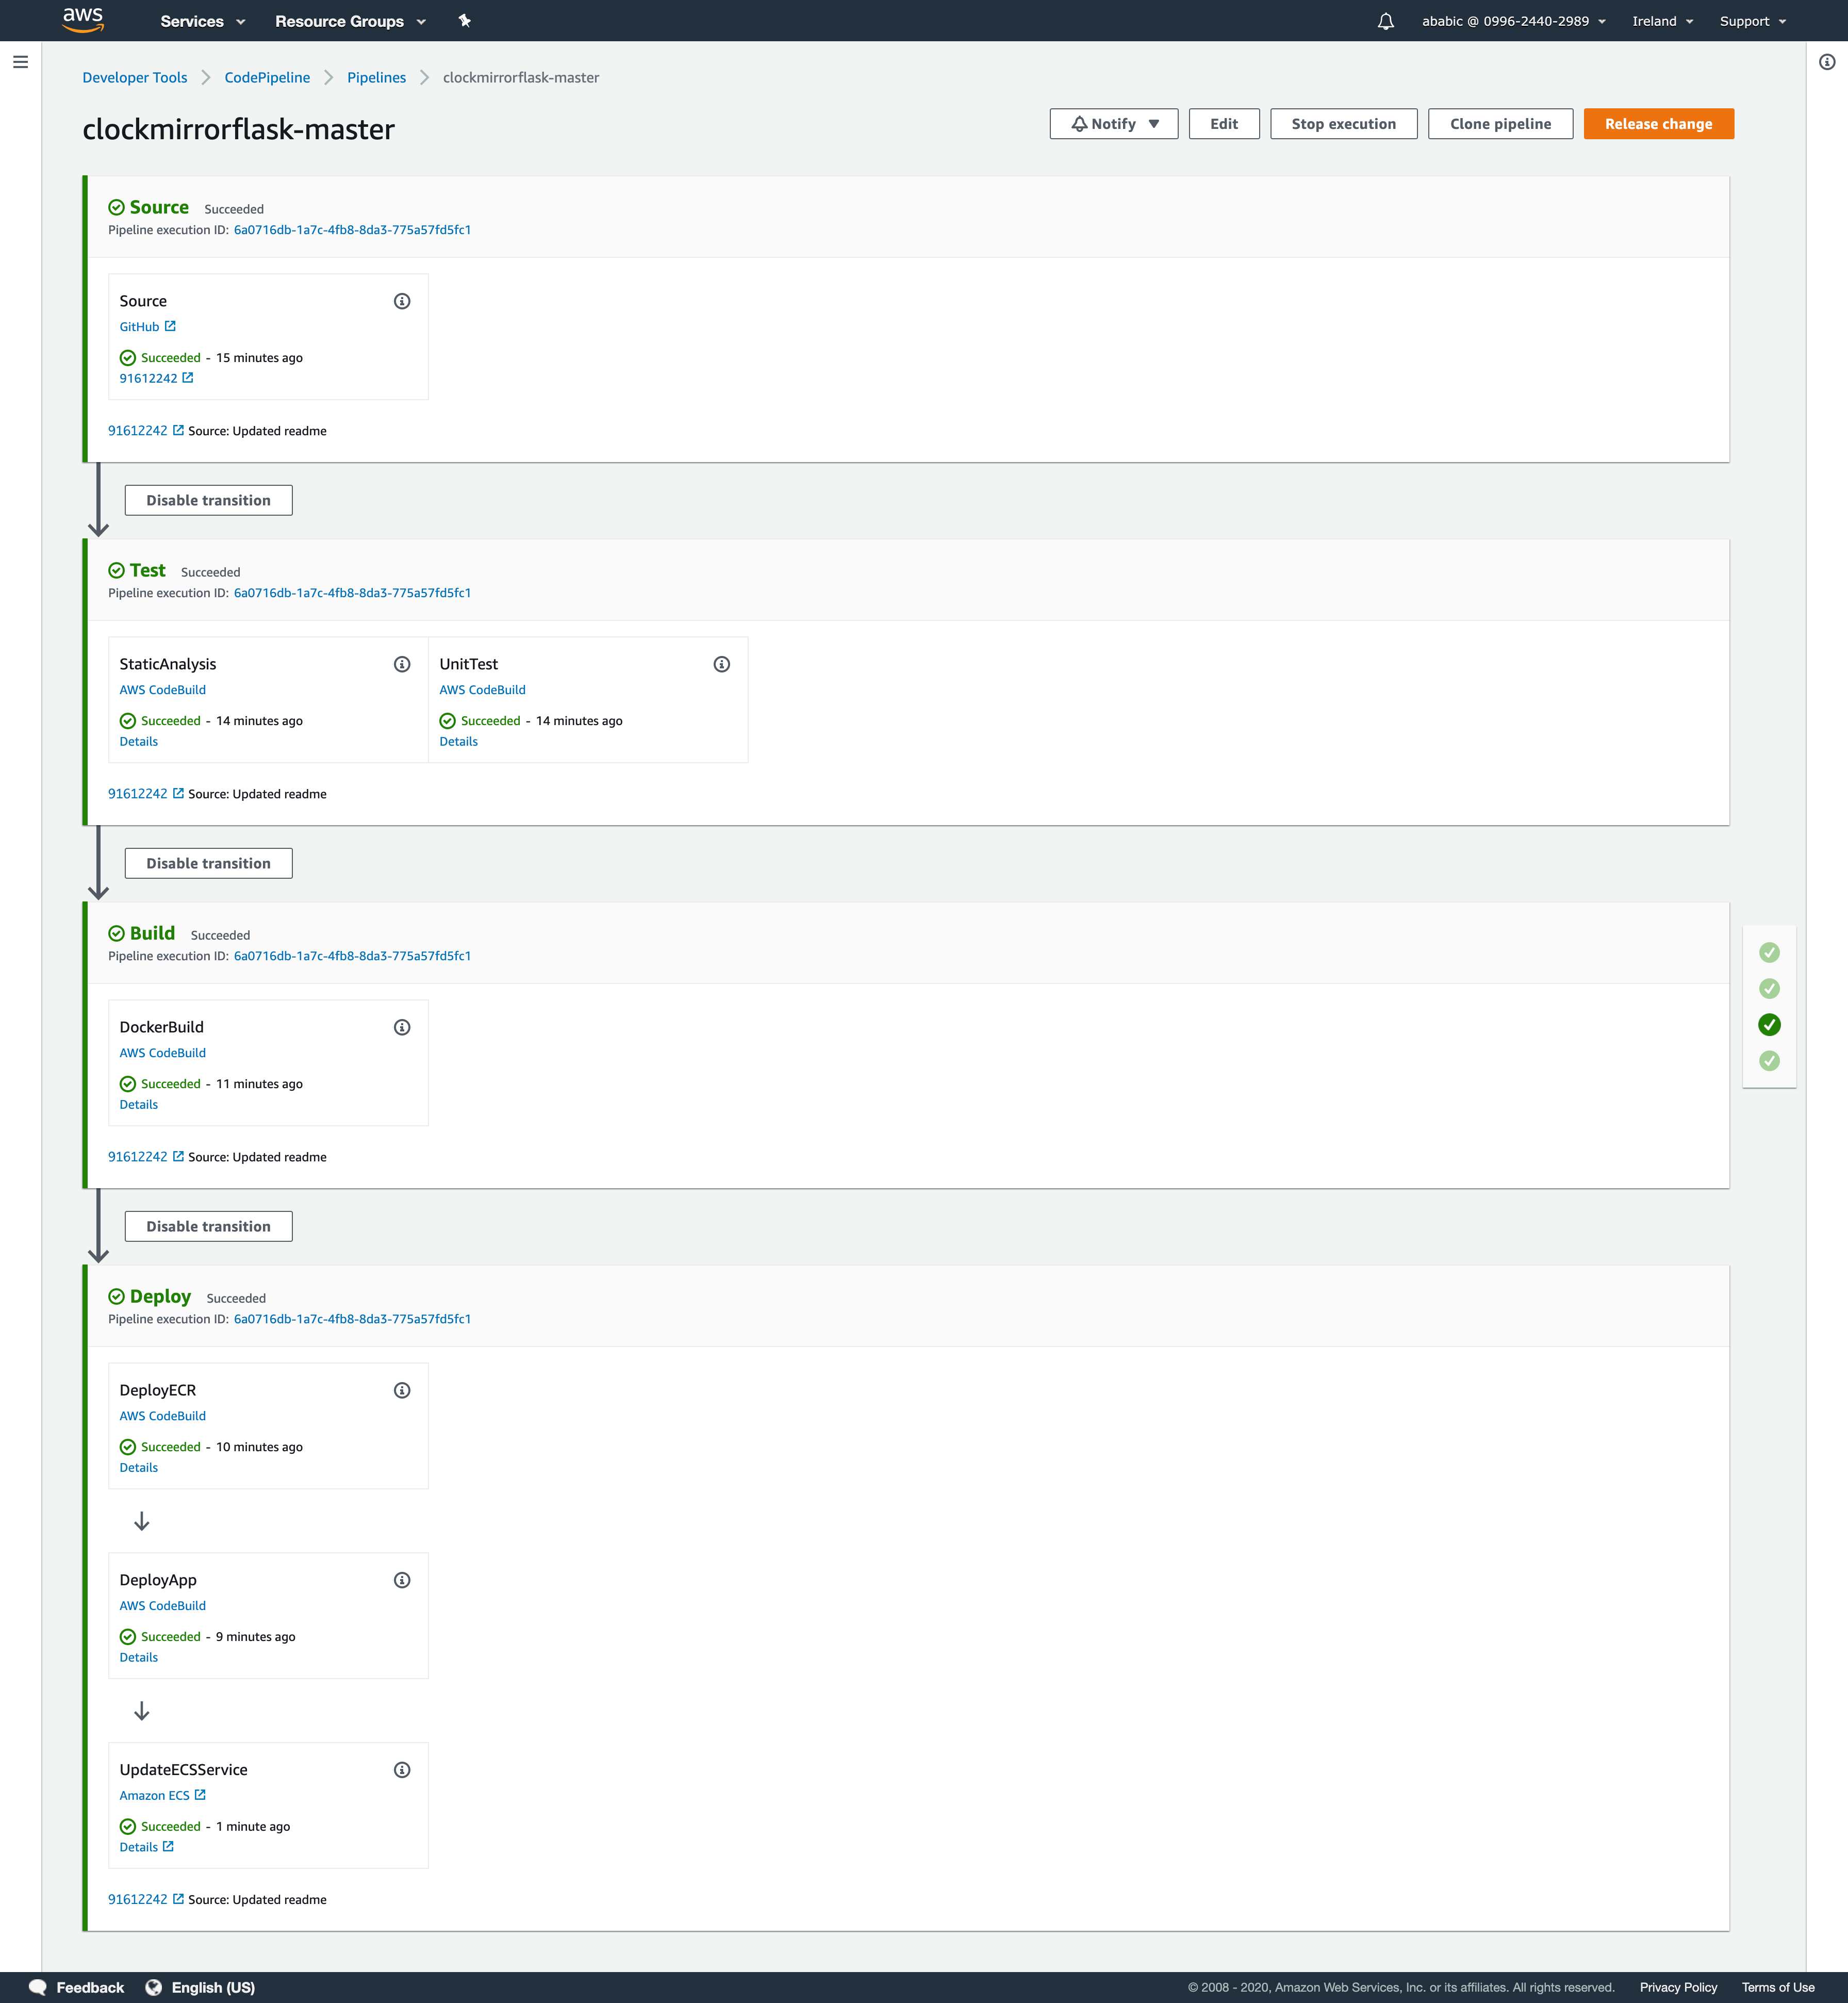 aws Services Resource Groups ababic @ 0996-2440-2989 Ireland Support
Developer Tools CodePipeline Pipelines clockmirrorflask-master
clockmirrorflask-master Notify Edit Stop execution Clone pipeline Release change
Source Succeeded
Pipeline execution ID: 6a0716db-1a7c-4fb8-8da3-775a57fd5fc1
Source
GitHub
Succeeded - 15 minutes ago
91612242
91612242 Source: Updated readme
Disable transition
Test Succeeded
Pipeline execution ID: 6a0716db-1a7c-4fb8-8da3-775a57fd5fc1
StaticAnalysis UnitTest
AWS CodeBuild AWS CodeBuild
Succeeded - 14 minutes ago Succeeded - 14 minutes ago
Details Details
91612242 Source: Updated readme
Disable transition
Build Succeeded
Pipeline execution ID: 6a0716db-1a7c-4fb8-8da3-775a57fd5fc1
DockerBuild
AWS CodeBuild
Succeeded - 11 minutes ago
Details
91612242 Source: Updated readme
Disable transition
Deploy Succeeded
Pipeline execution ID: 6a0716db-1a7c-4fb8-8da3-775a57fd5fc1
DeployECR
AWS CodeBuild
Succeeded - 10 minutes ago
Details
DeployApp
AWS CodeBuild
Succeeded - 9 minutes ago
Details
UpdateECSService
Amazon ECS
Succeeded - 1 minute ago
Details
91612242 Source: Updated readme
Feedback English (US) © 2008 - 2020, Amazon Web Services, Inc. or its affiliates. All rights reserved. Privacy Policy Terms of Use